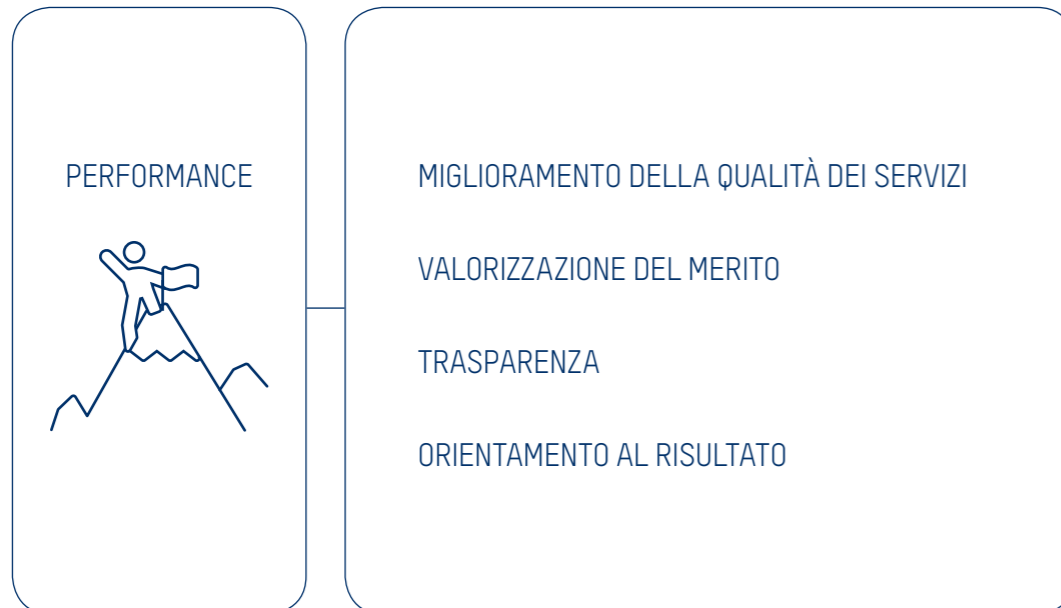 PERFORMANCE
MIGLIORAMENTO DELLA QUALITÀ DEI SERVIZI
VALORIZZAZIONE DEL MERITO
TRASPARENZA
ORIENTAMENTO AL RISULTATO